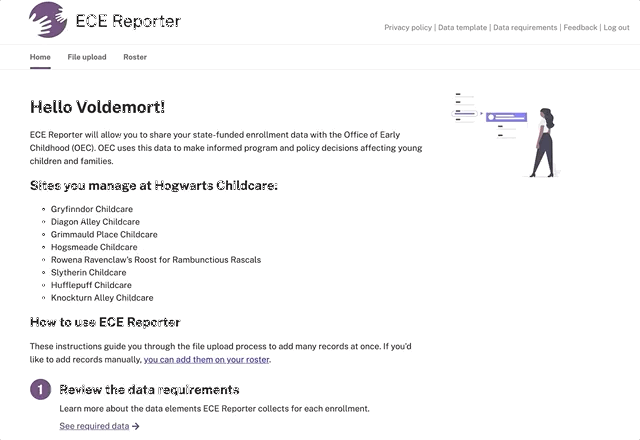 ECE Reporter
Privacy policy | Data template | Data requirements | Feedback | Log out
Home File upload Roster
Hello Voldemort!
ECE Reporter will allow you to share your state-funded enrollment data with the Office of Early
Childhood (OEC). OEC uses this data to make informed program and policy decisions affecting young
children and families.
Sites you manage at Hogwarts Childcare:
Gryfinndor Childcare
Diagon Alley Childcare
Grimmauld Place Childcare
Hogsmeade Childcare
Rowena Ravenclaw's Roost for Rambunctious Rascals
Slytherin Childcare
Hufflepuff Childcare
Knockturn Alley Childcare
How to use ECE Reporter
These instructions guide you through the file upload process to add many records at once. If you'd
like to add records manually, you can add them on your roster.
1 Review the data requirements
Learn more about the data elements ECE Reporter collects for each enrollment.
See required data →